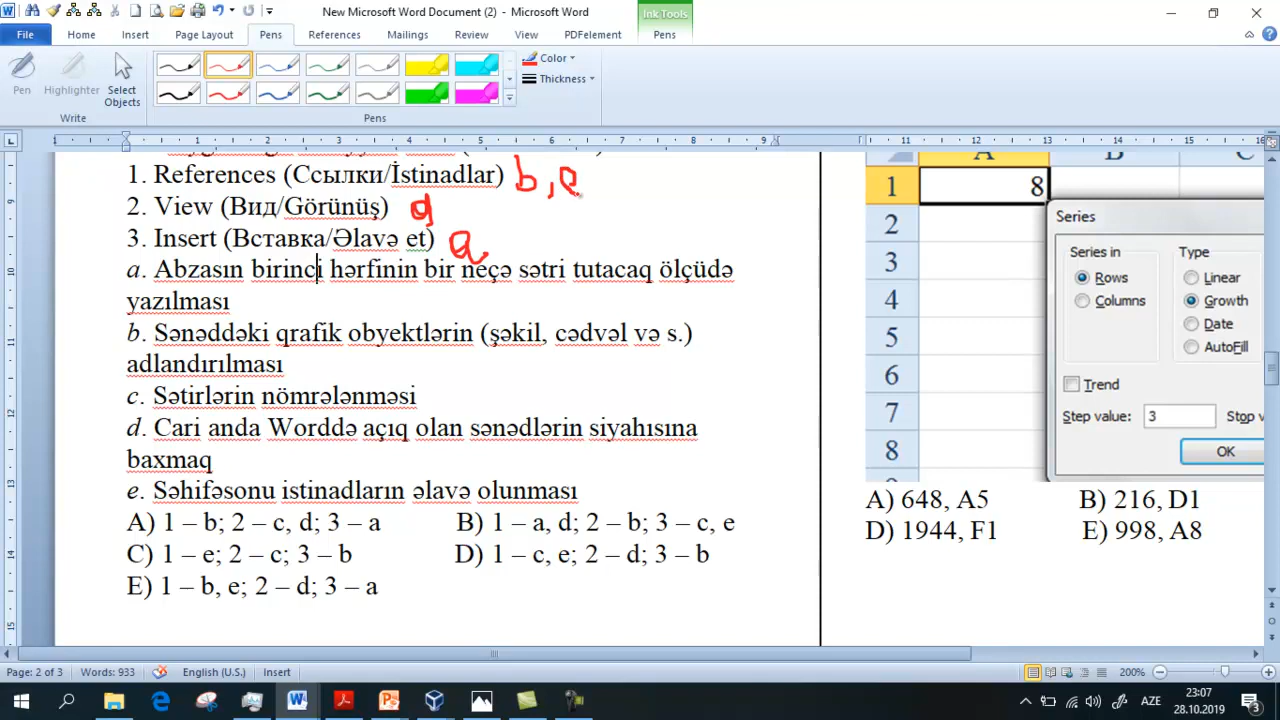 New Microsoft Word Document (2) - Microsoft Word
Ink Tools
File Home Insert Page Layout Pens References Mailings Review View PDFelement Pens
Pen Highlighter Select Objects
Color
Thickness
Write Pens
1. References (Ссылки/İstinadlar) b, e
2. View (Вид/Görünüş) d
3. Insert (Вставка/Əlavə et) a
a. Abzasın birinci hərfinin bir neçə sətri tutacaq ölçüdə
yazılması
b. Sənəddəki qrafik obyektlərin (şəkil, cədvəl və s.)
adlandırılması
c. Sətirlərin nömrələnməsi
d. Cari anda Worddə açıq olan sənədlərin siyahısına
baxmaq
e. Səhifəsonu istinadların əlavə olunması
A) 1 – b; 2 – c, d; 3 – a B) 1 – a, d; 2 – b; 3 – c, e
C) 1 – e; 2 – c; 3 – b D) 1 – c, e; 2 – d; 3 – b
E) 1 – b, e; 2 – d; 3 – a
A B C
1 8
2
3
4
5
6
7
8
Series
Series in Type
Rows Linear
Columns Growth
Date
AutoFill
Trend
Step value: 3 Stop v
OK
A) 648, A5 B) 216, D1
D) 1944, F1 E) 998, A8
Page: 2 of 3 Words: 933 English (U.S.) Insert 200%
AZE
23:07
28.10.2019